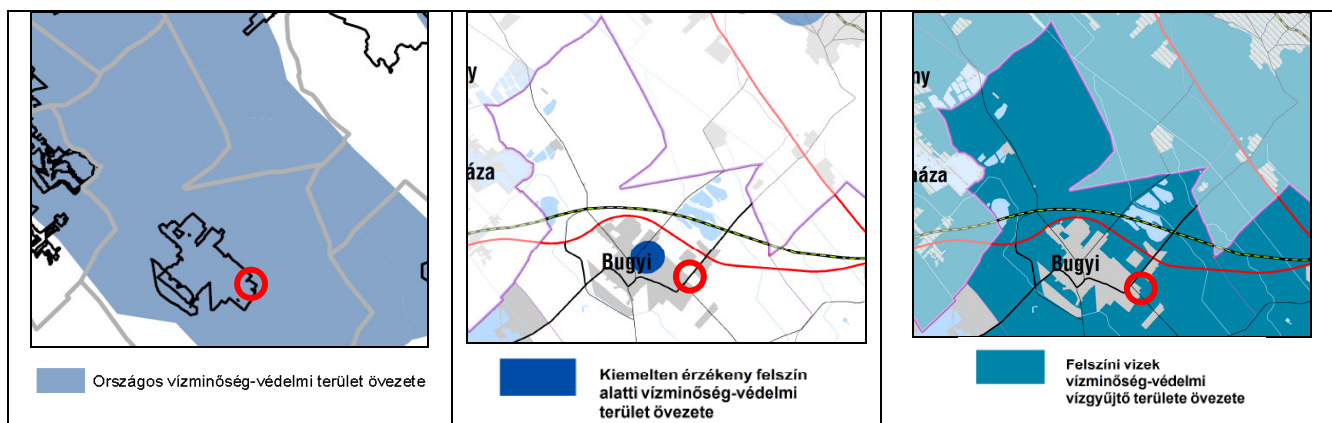 Országos vízminőség-védelmi terület övezete
y
áza
Bugyi
Kiemelten érzékeny felszín
alatti vízminőség-védelmi
terület övezete
ny
áza
Bugyi
Felszíni vizek
vízminőség-védelmi
vízgyűjtő területe övezete